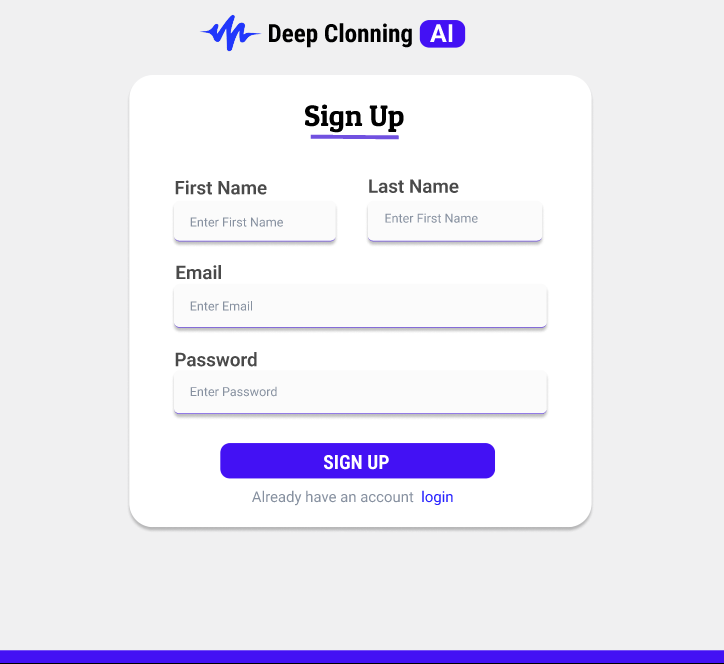 Deep Clonning AI
Sign Up
First Name
Last Name
Enter First Name
Enter First Name
Email
Enter Email
Password
Enter Password
SIGN UP
Already have an account login